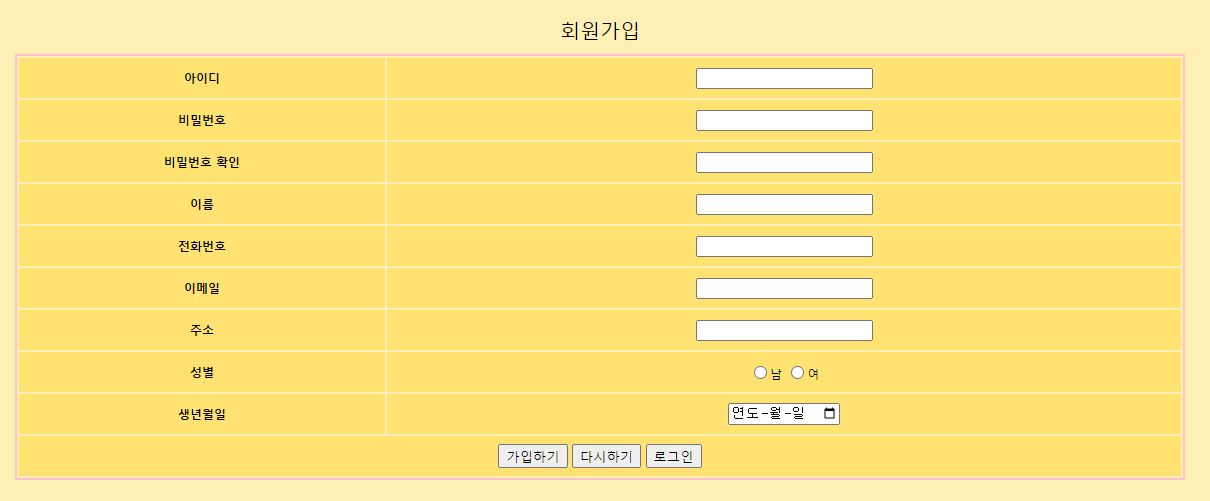 회원가입
아이디
비밀번호
비밀번호 확인
이름
전화번호
이메일
주소
성별 남 여
생년월일 연도-월-일
가입하기 다시하기 로그인